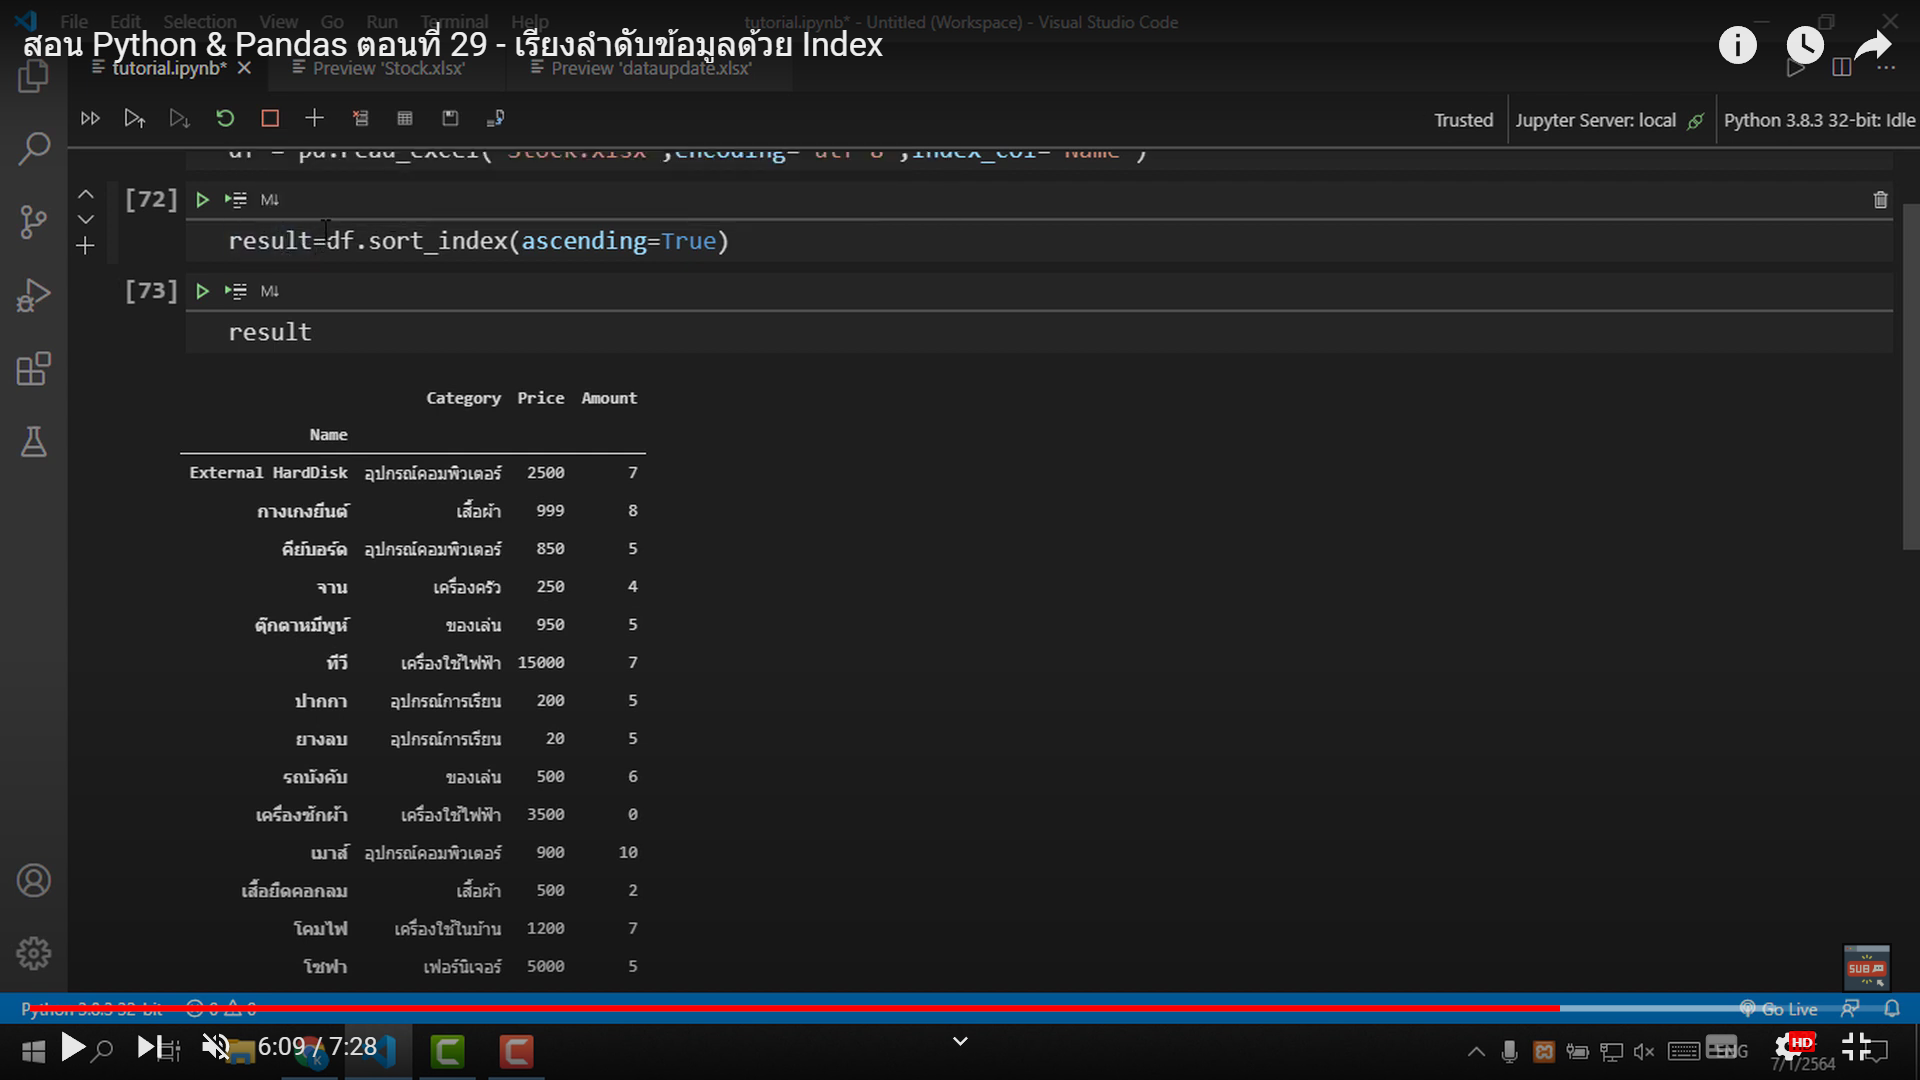 File Edit Selection View Go Run Terminal Help
tutorial.ipynb* - Untitled (Workspace) - Visual Studio Code
สอน Python & Pandas ตอนที่ 29 - เรียงลำดับข้อมูลด้วย Index
tutorial.ipynb* Preview 'Stock.xlsx' Preview 'dataupdate.xlsx'
Trusted Jupyter Server: local Python 3.8.3 32-bit: Idle
df = pd.read_excel("Stock.xlsx",encoding="utf-8",index_col="Name")
[72] M↓
result=df.sort_index(ascending=True)
[73] M↓
result
Category Price Amount
Name
External HardDisk อุปกรณ์คอมพิวเตอร์ 2500 7
กางเกงยีนต์ เสื้อผ้า 999 8
คีย์บอร์ด อุปกรณ์คอมพิวเตอร์ 850 5
จาน เครื่องครัว 250 4
ตุ๊กตาหมีพูห์ ของเล่น 950 5
ทีวี เครื่องใช้ไฟฟ้า 15000 7
ปากกา อุปกรณ์การเรียน 200 5
ยางลบ อุปกรณ์การเรียน 20 5
รถบังคับ ของเล่น 500 6
เครื่องซักผ้า เครื่องใช้ไฟฟ้า 3500 0
เมาส์ อุปกรณ์คอมพิวเตอร์ 900 10
เสื้อยืดคอกลม เสื้อผ้า 500 2
โคมไฟ เครื่องใช้ในบ้าน 1200 7
โซฟา เฟอร์นิเจอร์ 5000 5
SUB
Python 3.8.3 32-bit 0 0 Go Live
6:09 / 7:28 ENG HD
7/1/2564